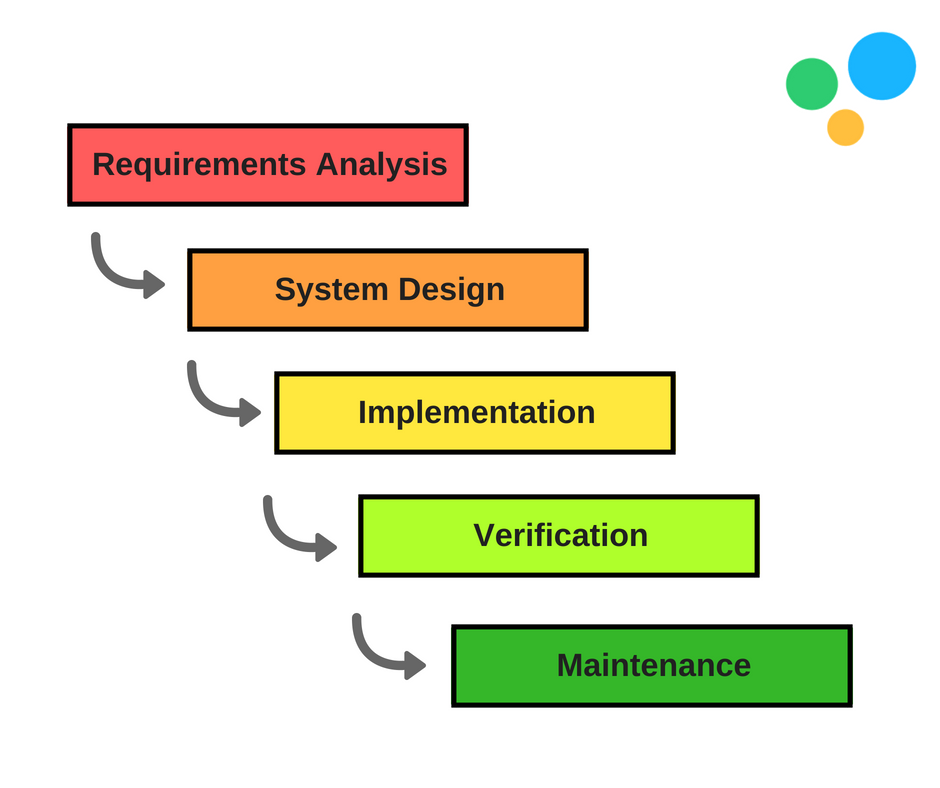 Requirements Analysis
System Design
Implementation
Verification
Maintenance